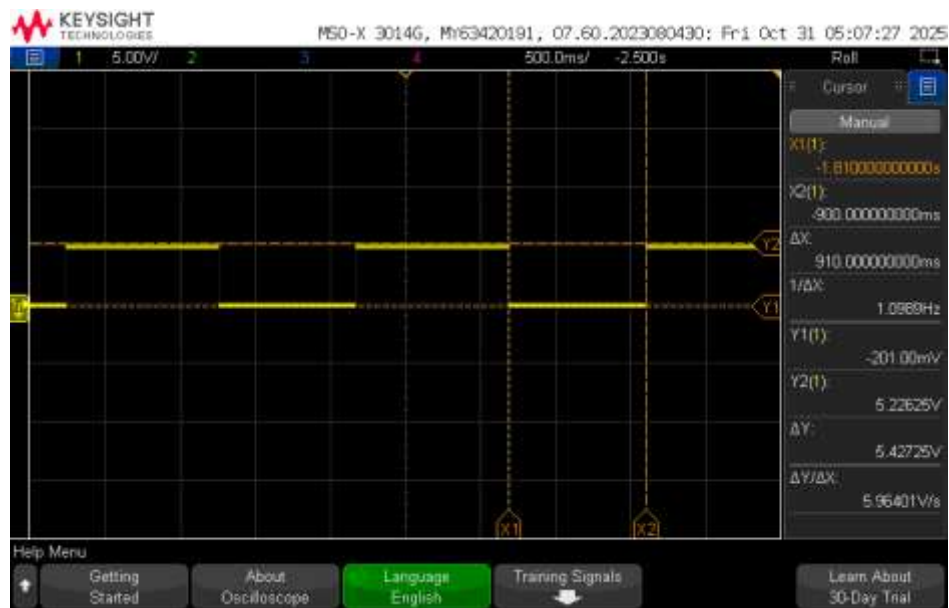 KEYSIGHT
TECHNOLOGIES
MSO-X 3014G, MY63420191, 07.60.2023080430: Fri Oct 31 05:07:27 2025
1 5.00V/ 2 3 4 500.0ms/ -2.500s Roll
Cursor
Manual
X1(1):
-1.810000000000s
X2(1):
-900.000000000ms
ΔX:
910.000000000ms
1/ΔX:
1.0989Hz
Y1(1):
-201.00mV
Y2(1):
5.22625V
ΔY:
5.42725V
ΔY/ΔX:
5.96401V/s
Y2
Y1
X1 X2
Help Menu
Getting
Started
About
Oscilloscope
Language
English
Training Signals
Learn About
30-Day Trial